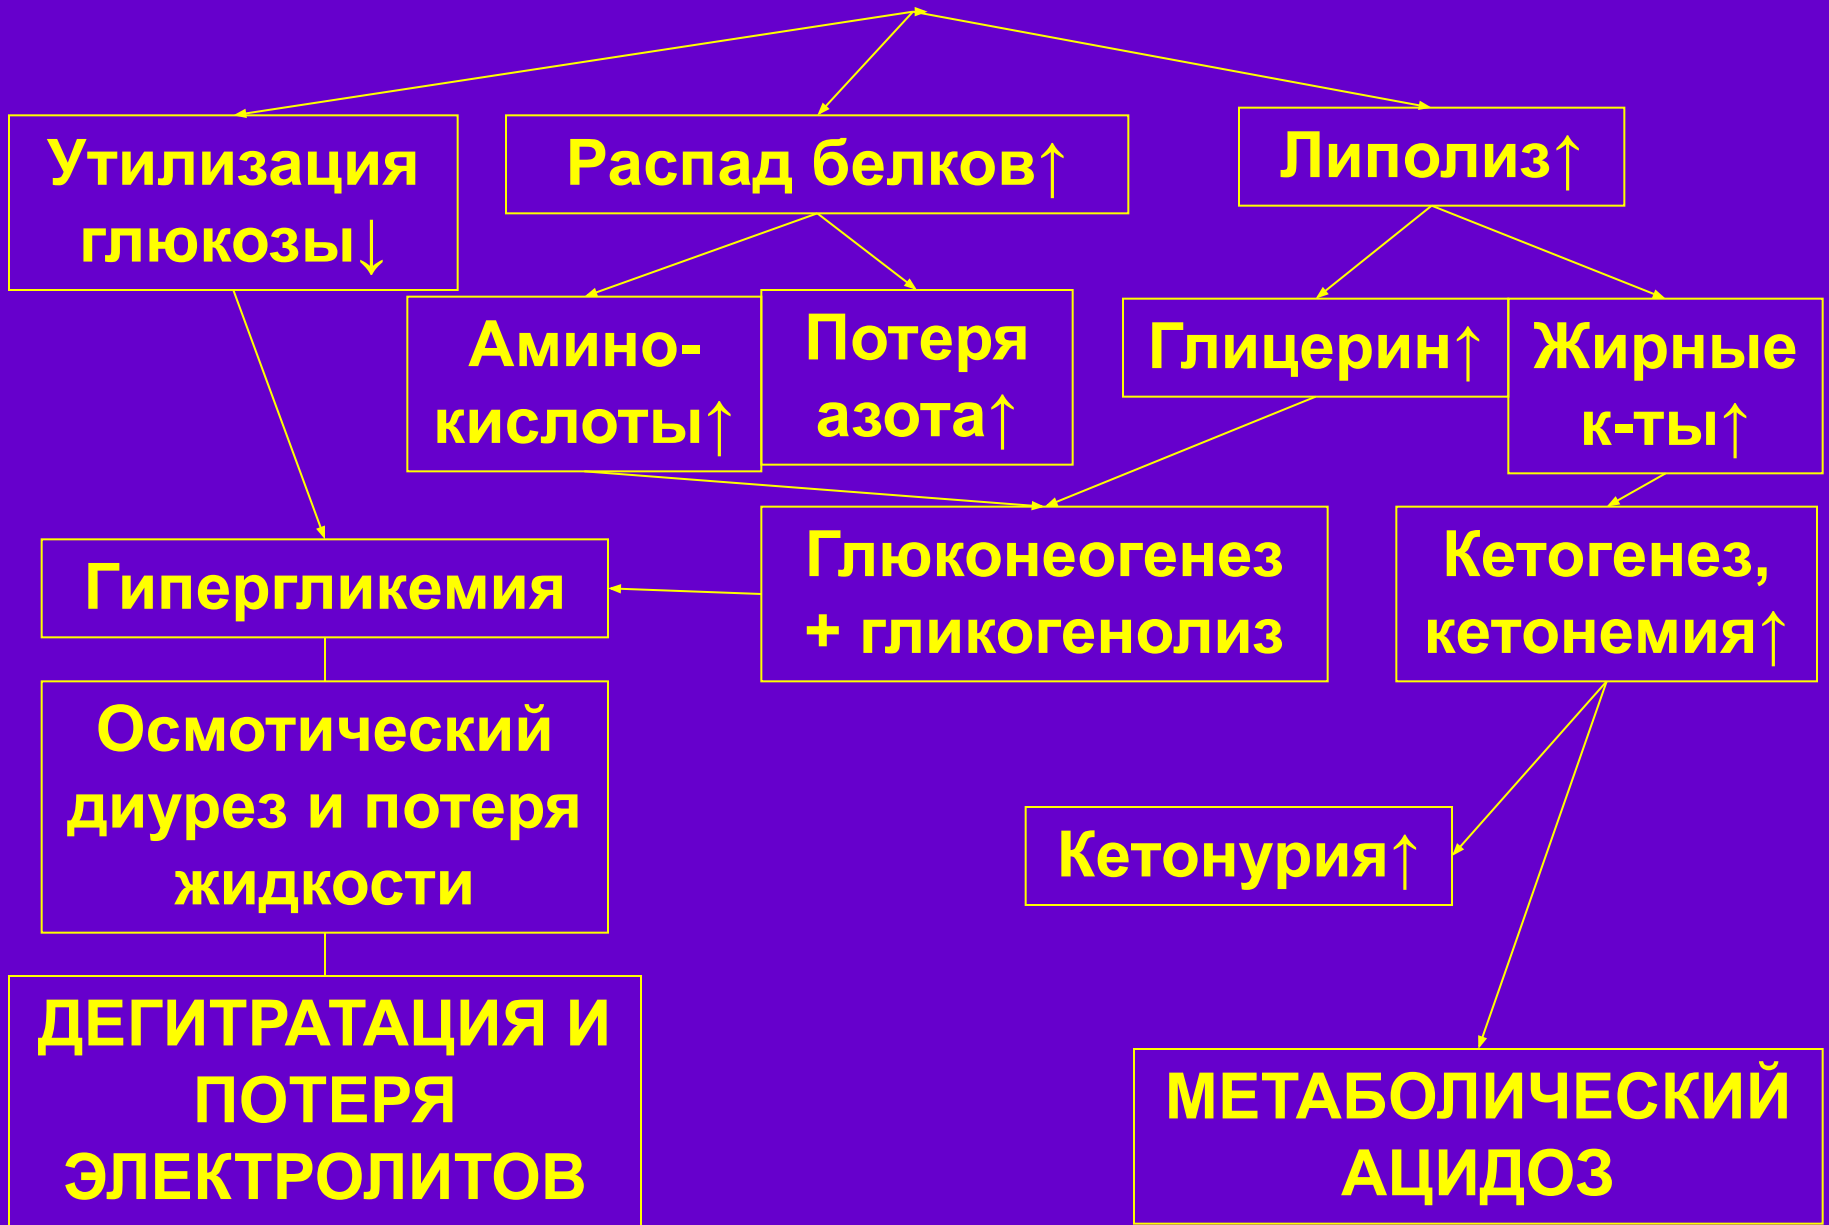 Утилизация
глюкозы↓
Распад белков↑
Липолиз↑
Амино-
кислоты↑
Потеря
азота↑
Глицерин↑
Жирные
к-ты↑
Гипергликемия
Глюконеогенез
+ гликогенолиз
Кетогенез,
кетонемия↑
Осмотический
диурез и потеря
жидкости
Кетонурия↑
ДЕГИТРАТАЦИЯ И
ПОТЕРЯ
ЭЛЕКТРОЛИТОВ
МЕТАБОЛИЧЕСКИЙ
АЦИДОЗ